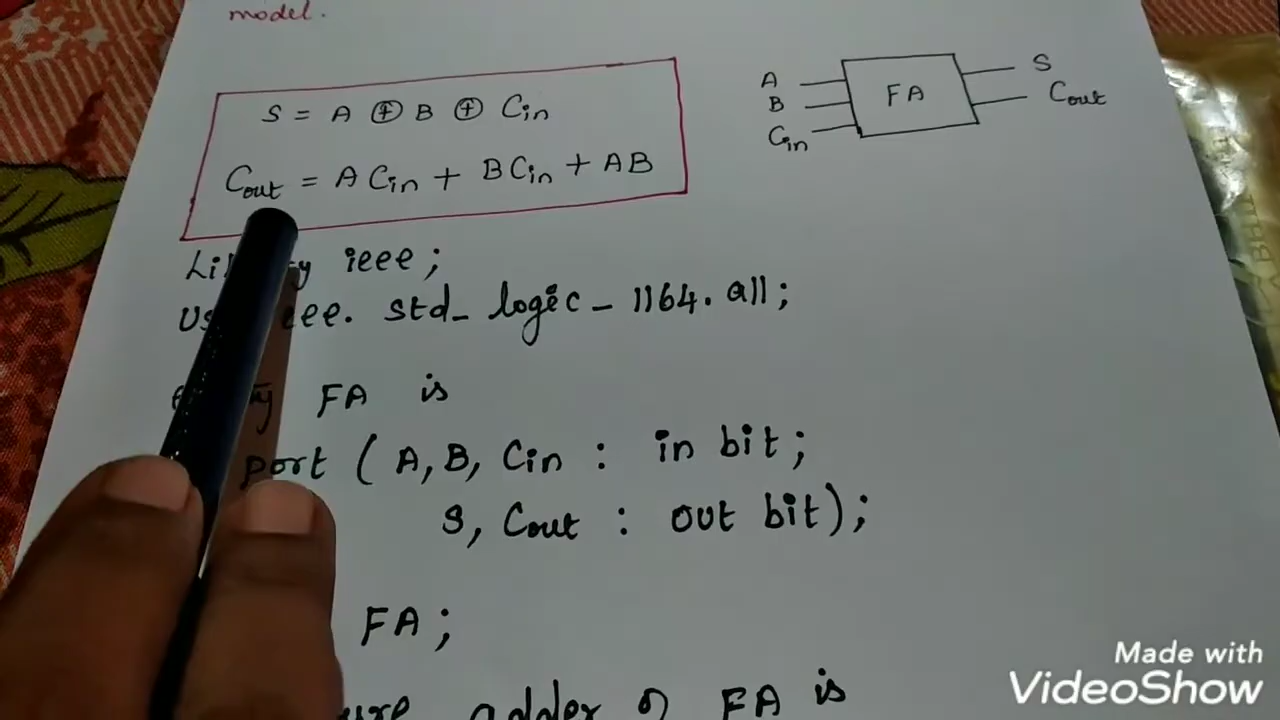 model.
S = A ⊕ B ⊕ Cin
Cout = A Cin + B Cin + AB
A
B
Cin
FA
S
Cout
ieee;
std_logic_1164.all;
FA is
port ( A, B, Cin : in bit;
S, Cout : out bit);
FA;
adder of FA is
Made with
VideoShow